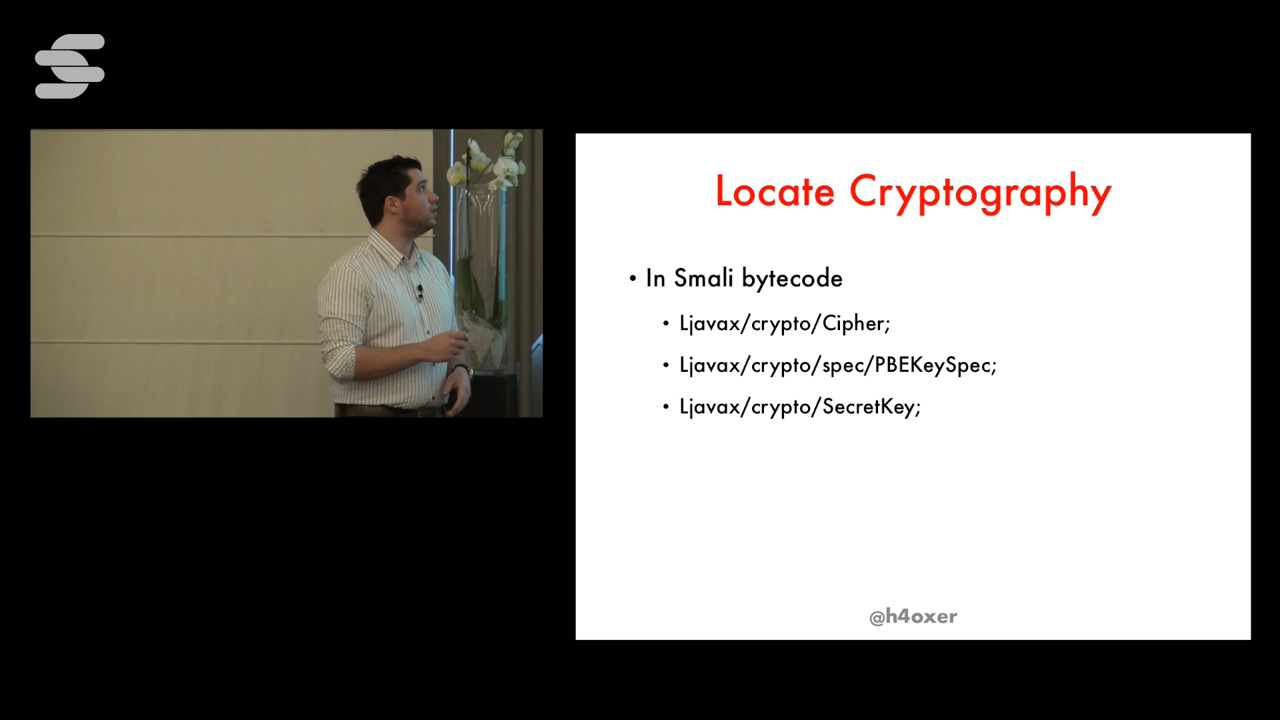 Locate Cryptography
• In Smali bytecode
• Ljavax/crypto/Cipher;
• Ljavax/crypto/spec/PBEKeySpec;
• Ljavax/crypto/SecretKey;
@h4oxer